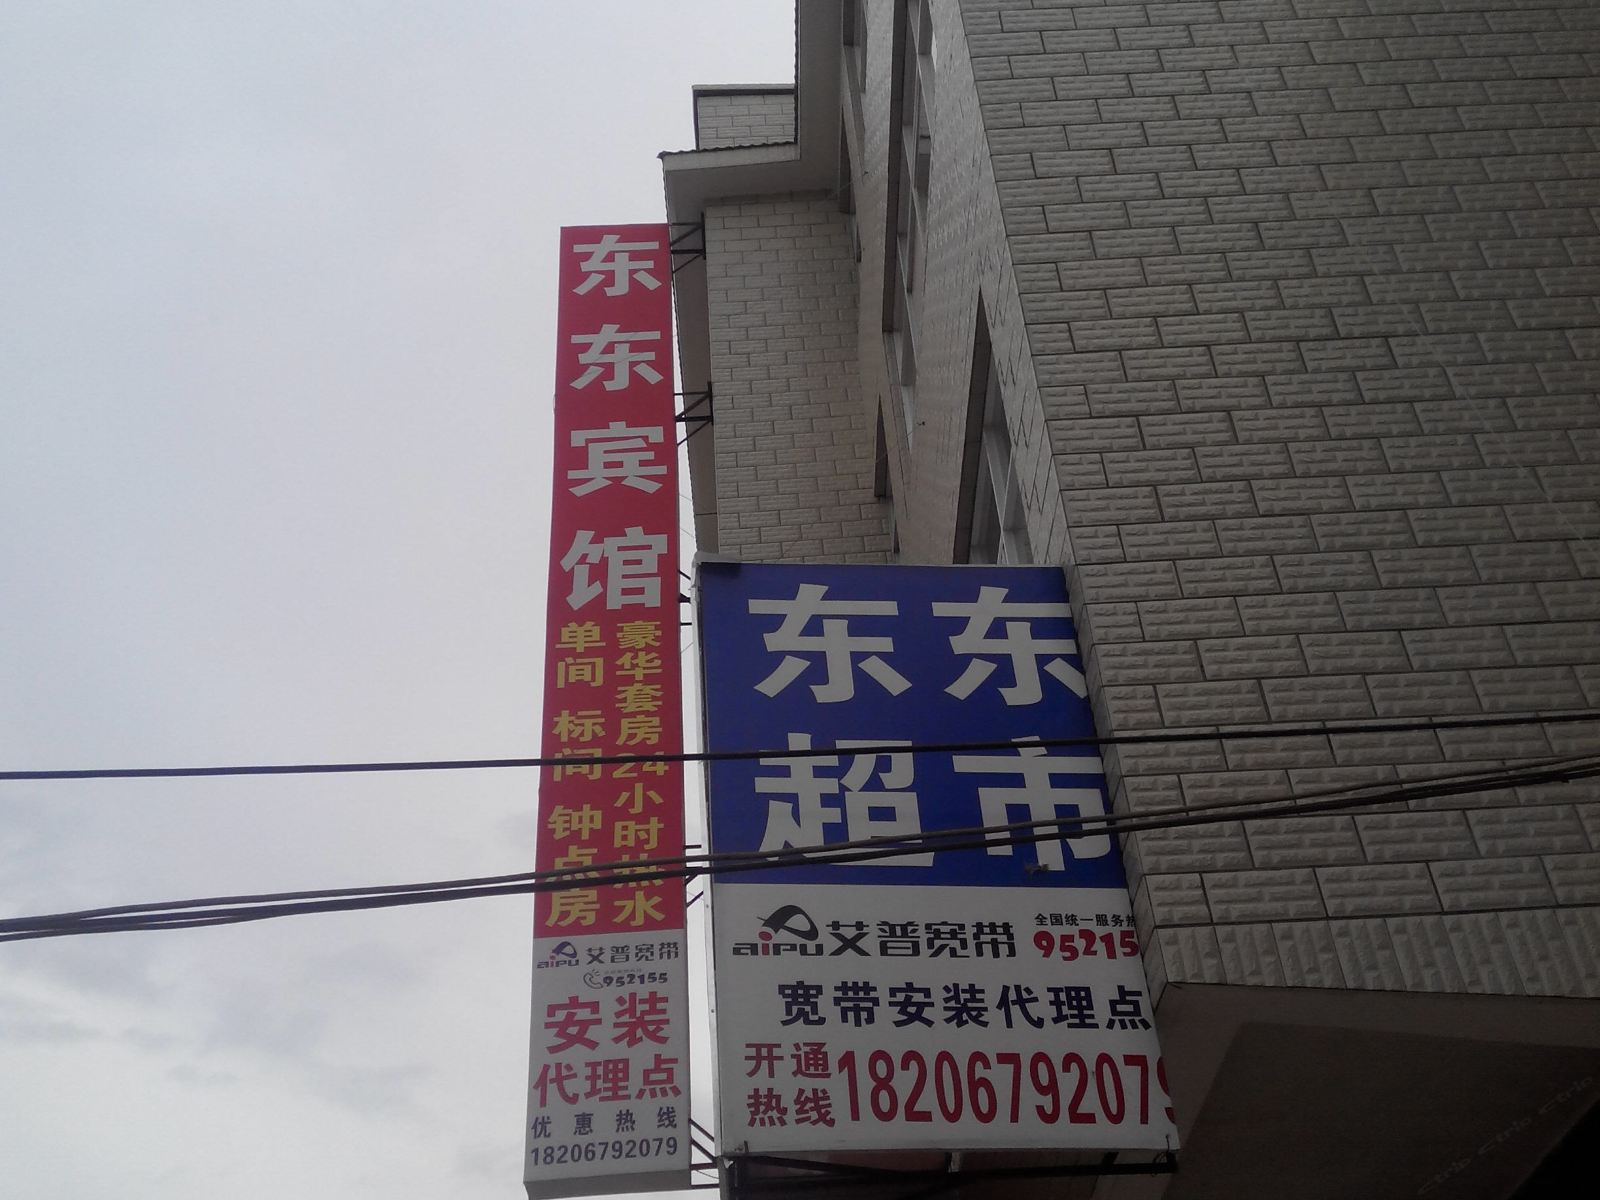 东东宾馆
豪华套房24小时热水
单间 标间 钟点房
aiPU 艾普宽带
952155
安装
代理点
优惠热线
18206792079
东东
超市
aiPU 艾普宽带
全国统一服务热
95215
宽带安装代理点
开通
热线
18206792079